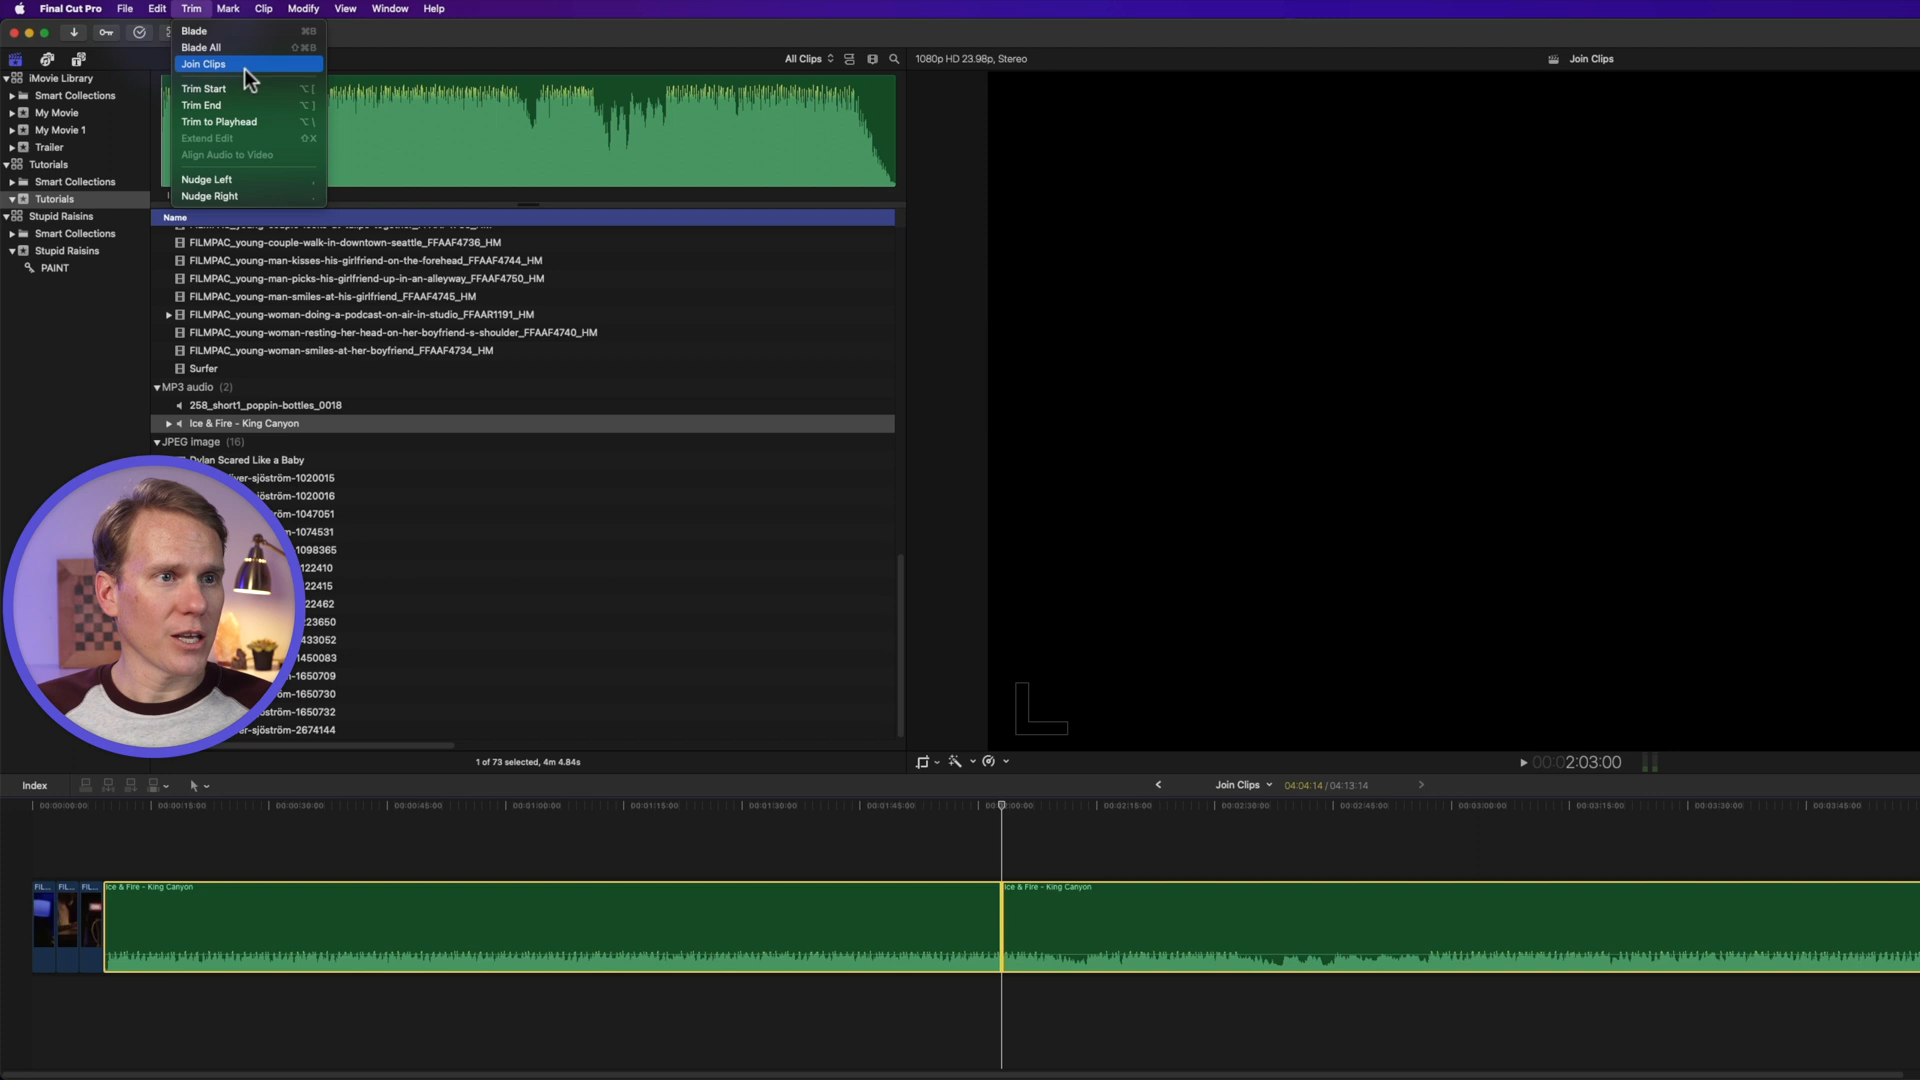 Final Cut Pro File Edit Trim Mark Clip Modify View Window Help
Blade ⌘B
Blade All ⇧⌘B
Join Clips
Trim Start ⌥[
Trim End ⌥]
Trim to Playhead ⌥\
Extend Edit ⇧X
Align Audio to Video
Nudge Left ,
Nudge Right .
All Clips
1080p HD 23.98p, Stereo
Join Clips
iMovie Library
Smart Collections
My Movie
My Movie 1
Trailer
Tutorials
Smart Collections
Tutorials
Stupid Raisins
Smart Collections
Stupid Raisins
PAINT
Name
FILMPAC_young-couple-walk-in-downtown-seattle_FFAAF4736_HM
FILMPAC_young-man-kisses-his-girlfriend-on-the-forehead_FFAAF4744_HM
FILMPAC_young-man-picks-his-girlfriend-up-in-an-alleyway_FFAAF4750_HM
FILMPAC_young-man-smiles-at-his-girlfriend_FFAAF4745_HM
FILMPAC_young-woman-doing-a-podcast-on-air-in-studio_FFAAR1191_HM
FILMPAC_young-woman-resting-her-head-on-her-boyfriend-s-shoulder_FFAAF4740_HM
FILMPAC_young-woman-smiles-at-her-boyfriend_FFAAF4734_HM
Surfer
MP3 audio (2)
258_short1_poppin-bottles_0018
Ice & Fire - King Canyon
JPEG image (16)
Dylan Scared Like a Baby
ver-sjöström-1020015
öström-1020016
m-1047051
m-1074531
1098365
122410
22415
22462
23650
433052
1450083
m-1650709
-1650730
ström-1650732
er-sjöström-2674144
1 of 73 selected, 4m 4.84s
00:00 2:03:00
Index
Join Clips 04:04:14 / 04:13:14
00:00:00:00 00:00:15:00 00:00:30:00 00:00:45:00 00:01:00:00 00:01:15:00 00:01:30:00 00:01:45:00 00:02:00:00 00:02:15:00 00:02:30:00 00:02:45:00 00:03:00:00 00:03:15:00 00:03:30:00 00:03:45:00
FIL... FIL... FIL... Ice & Fire - King Canyon Ice & Fire - King Canyon